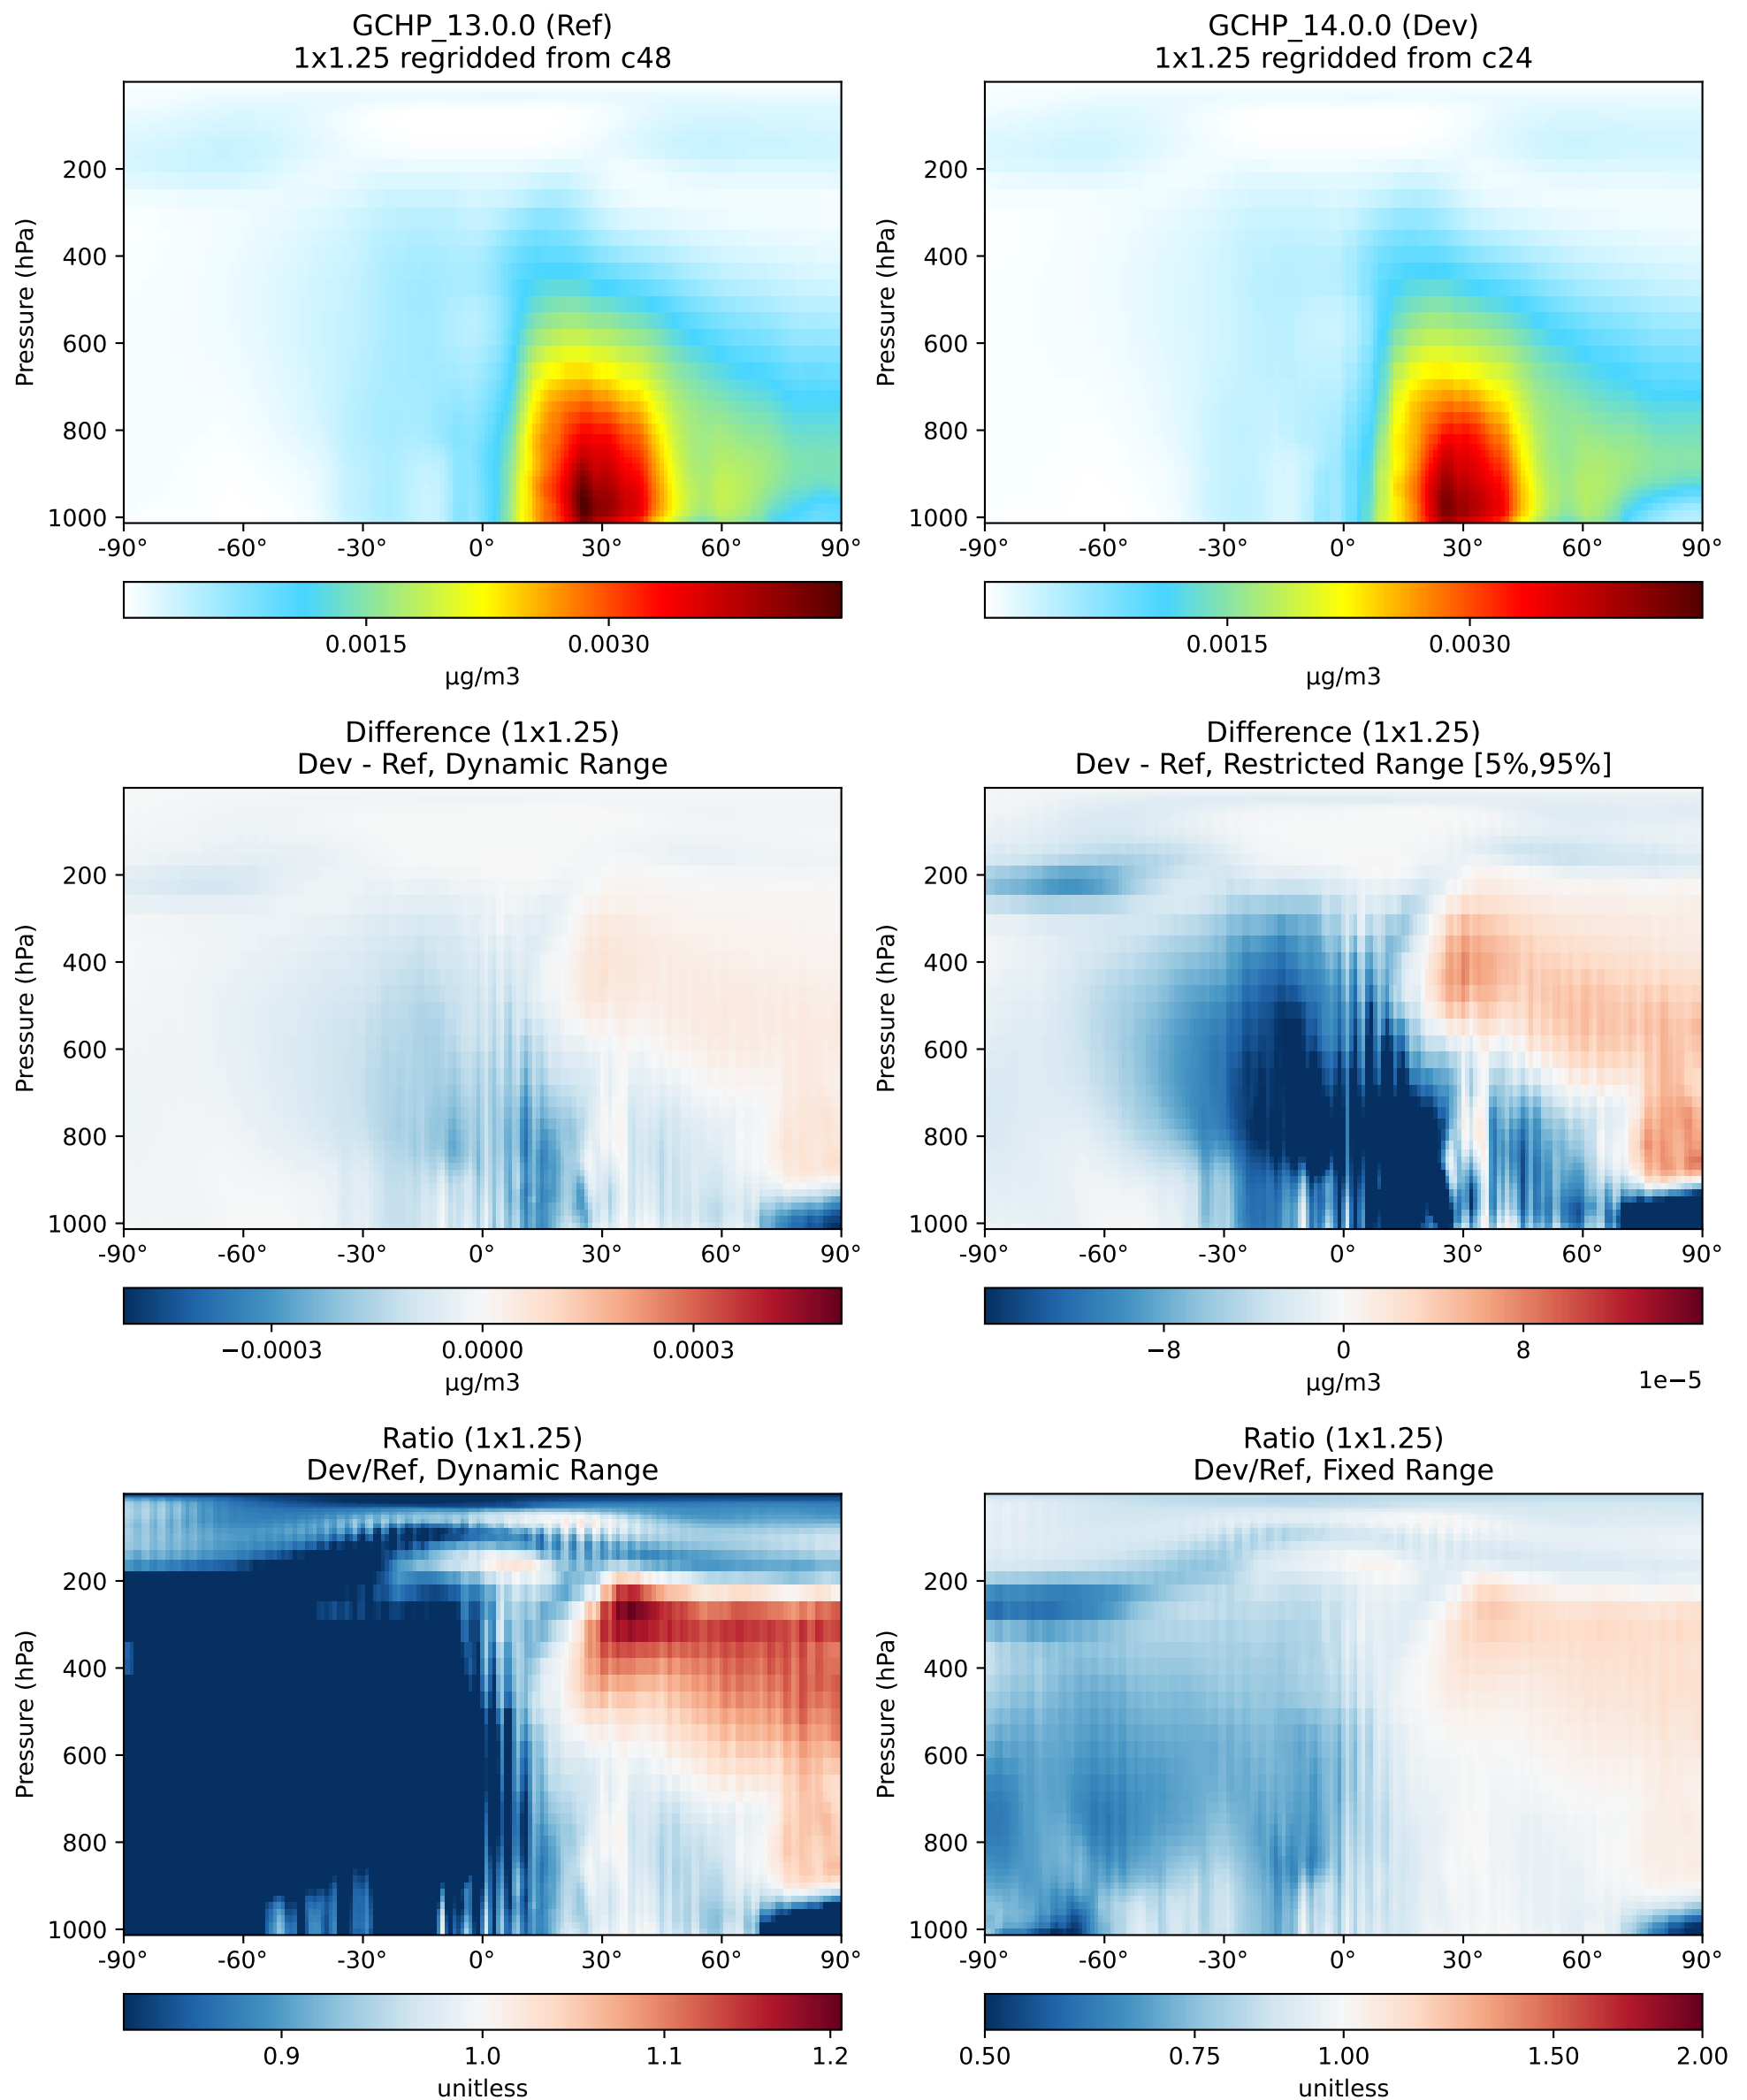 GCHP_13.0.0 (Ref)
1x1.25 regridded from c48
Pressure (hPa)
200
400
600
800
1000
-90° -60° -30° 0° 30° 60° 90°
0.0015 0.0030
µg/m3
GCHP_14.0.0 (Dev)
1x1.25 regridded from c24
Pressure (hPa)
200
400
600
800
1000
-90° -60° -30° 0° 30° 60° 90°
0.0015 0.0030
µg/m3
Difference (1x1.25)
Dev - Ref, Dynamic Range
Pressure (hPa)
200
400
600
800
1000
-90° -60° -30° 0° 30° 60° 90°
−0.0003 0.0000 0.0003
µg/m3
Difference (1x1.25)
Dev - Ref, Restricted Range [5%,95%]
Pressure (hPa)
200
400
600
800
1000
-90° -60° -30° 0° 30° 60° 90°
−8 0 8
µg/m3 1e−5
Ratio (1x1.25)
Dev/Ref, Dynamic Range
Pressure (hPa)
200
400
600
800
1000
-90° -60° -30° 0° 30° 60° 90°
0.9 1.0 1.1 1.2
unitless
Ratio (1x1.25)
Dev/Ref, Fixed Range
Pressure (hPa)
200
400
600
800
1000
-90° -60° -30° 0° 30° 60° 90°
0.50 0.75 1.00 1.50 2.00
unitless